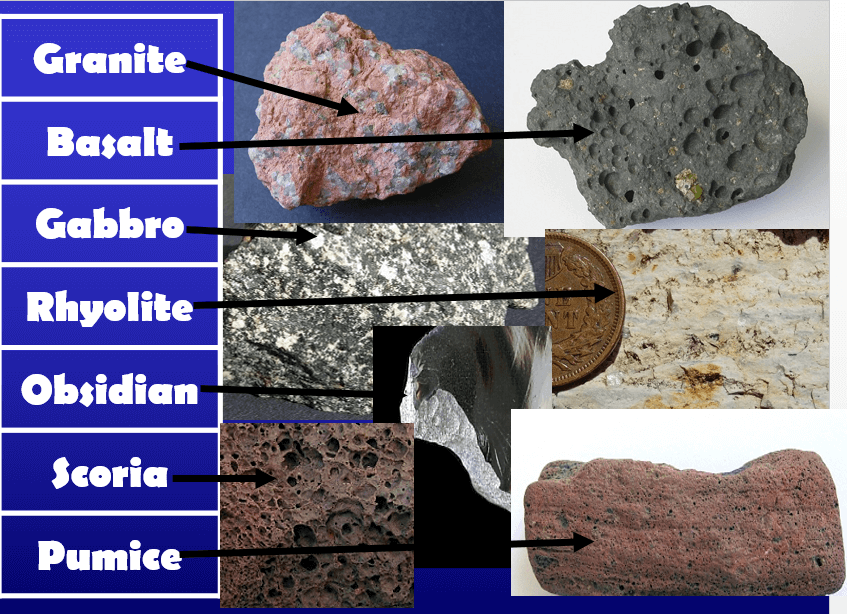 Granite
Basalt
Gabbro
Rhyolite
Obsidian
Scoria
Pumice